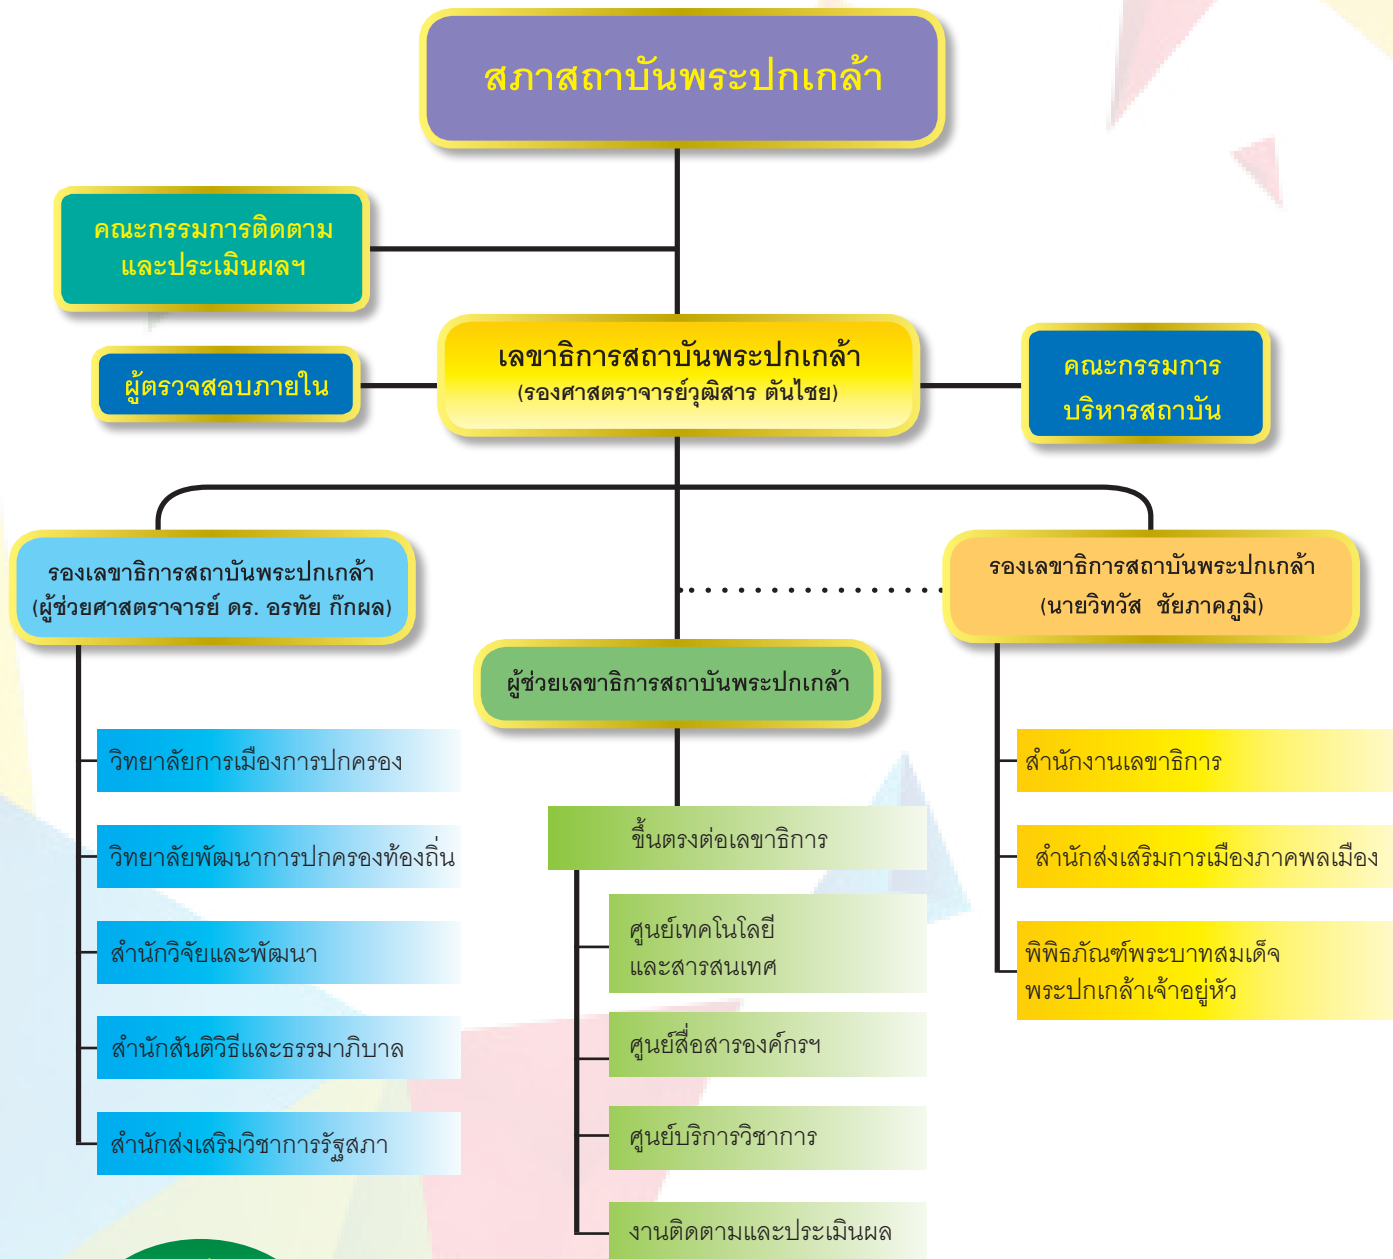 สภาสถาบันพระปกเกล้า
คณะกรรมการติดตาม
และประเมินผลฯ
เลขาธิการสถาบันพระปกเกล้า
(รองศาสตราจารย์วุฒิสาร ตันไชย)
ผู้ตรวจสอบภายใน
คณะกรรมการ
บริหารสถาบัน
รองเลขาธิการสถาบันพระปกเกล้า
(ผู้ช่วยศาสตราจารย์ ดร. อรทัย ก๊กผล)
รองเลขาธิการสถาบันพระปกเกล้า
(นายวิทวัส ชัยภาคภูมิ)
ผู้ช่วยเลขาธิการสถาบันพระปกเกล้า
วิทยาลัยการเมืองการปกครอง
วิทยาลัยพัฒนาการปกครองท้องถิ่น
สำนักวิจัยและพัฒนา
สำนักสันติวิธีและธรรมาภิบาล
สำนักส่งเสริมวิชาการรัฐสภา
ขึ้นตรงต่อเลขาธิการ
ศูนย์เทคโนโลยี
และสารสนเทศ
ศูนย์สื่อสารองค์กรฯ
ศูนย์บริการวิชาการ
งานติดตามและประเมินผล
สำนักงานเลขาธิการ
สำนักส่งเสริมการเมืองภาคพลเมือง
พิพิธภัณฑ์พระบาทสมเด็จ
พระปกเกล้าเจ้าอยู่หัว